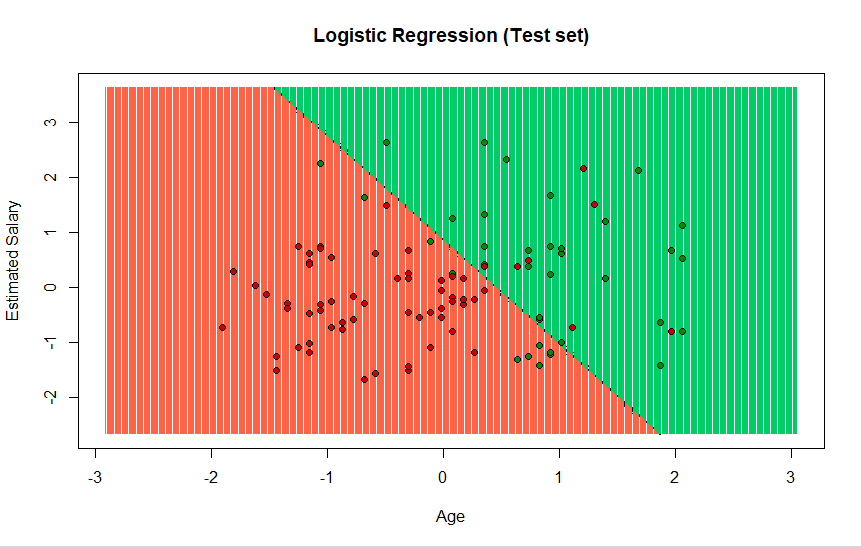 Logistic Regression (Test set)
Estimated Salary
3
2
1
0
-1
-2
-3 -2 -1 0 1 2 3
Age